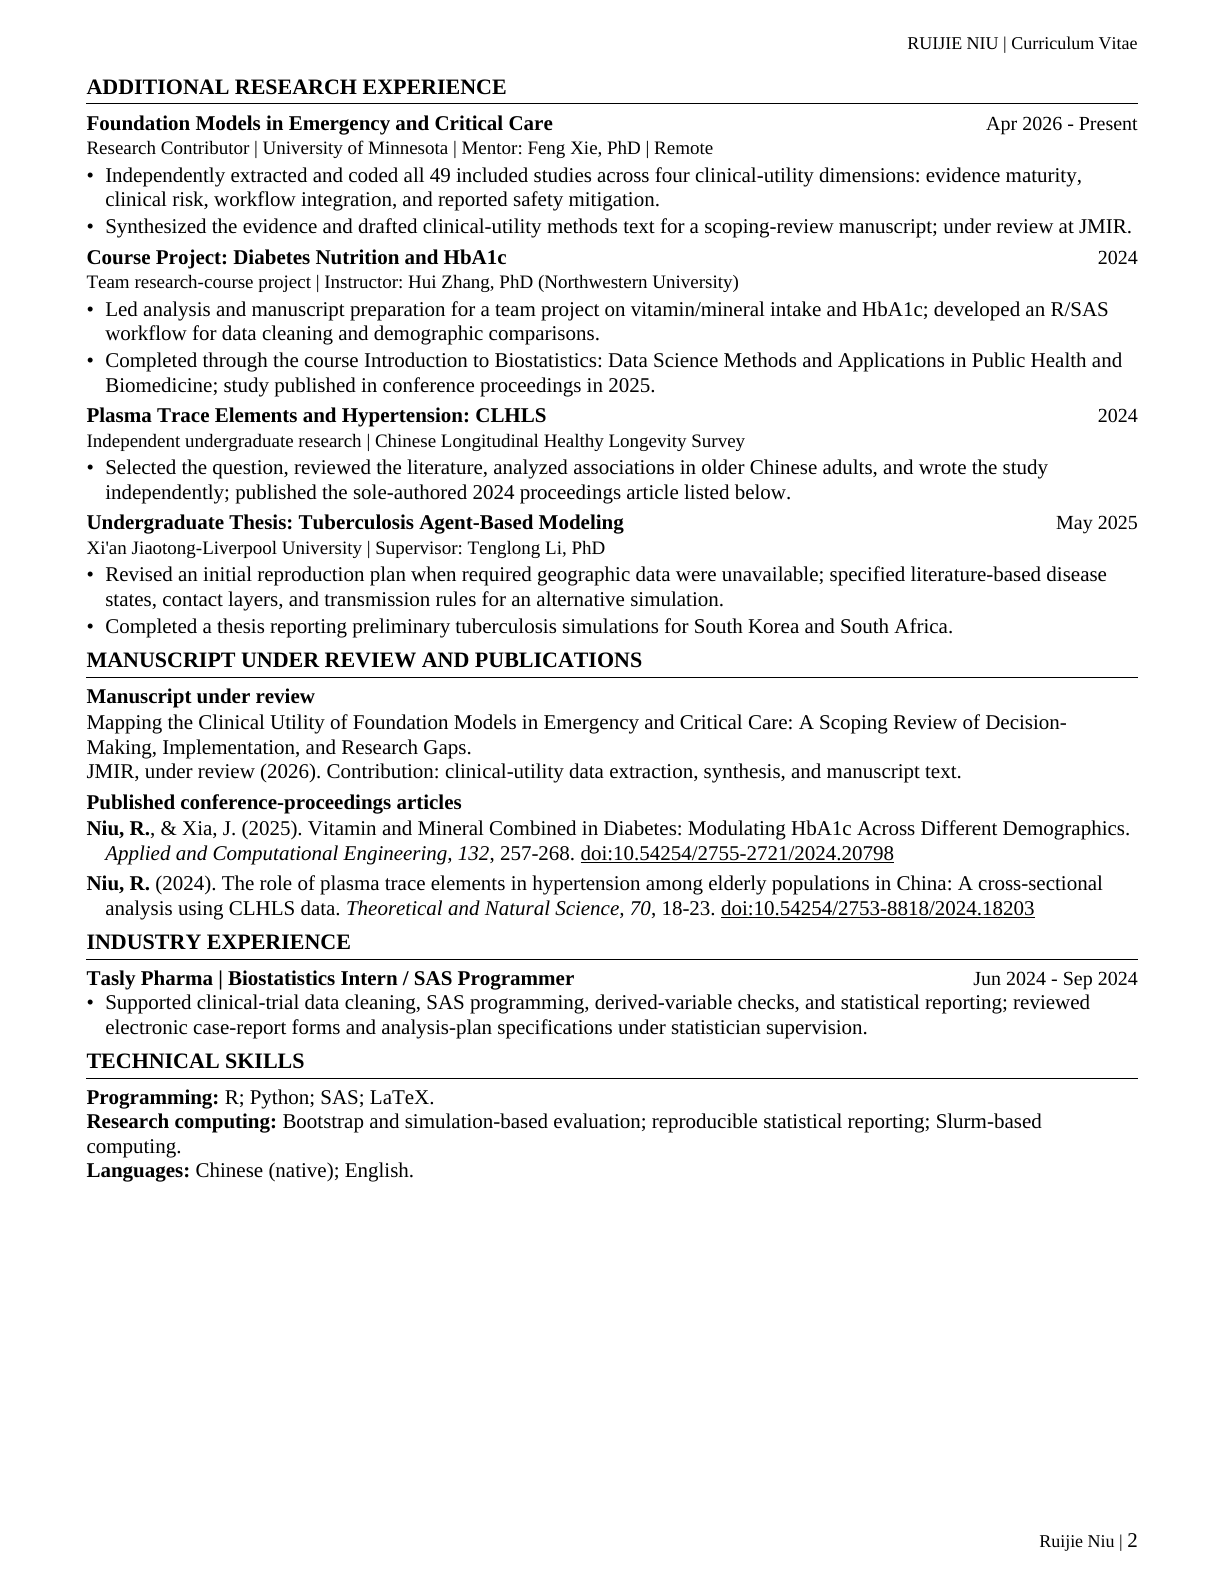 RUIJIE NIU | Curriculum Vitae
ADDITIONAL RESEARCH EXPERIENCE
Foundation Models in Emergency and Critical Care Apr 2026 - Present
Research Contributor | University of Minnesota | Mentor: Feng Xie, PhD | Remote
• Independently extracted and coded all 49 included studies across four clinical-utility dimensions: evidence maturity,
clinical risk, workflow integration, and reported safety mitigation.
• Synthesized the evidence and drafted clinical-utility methods text for a scoping-review manuscript; under review at JMIR.
Course Project: Diabetes Nutrition and HbA1c 2024
Team research-course project | Instructor: Hui Zhang, PhD (Northwestern University)
• Led analysis and manuscript preparation for a team project on vitamin/mineral intake and HbA1c; developed an R/SAS
workflow for data cleaning and demographic comparisons.
• Completed through the course Introduction to Biostatistics: Data Science Methods and Applications in Public Health and
Biomedicine; study published in conference proceedings in 2025.
Plasma Trace Elements and Hypertension: CLHLS 2024
Independent undergraduate research | Chinese Longitudinal Healthy Longevity Survey
• Selected the question, reviewed the literature, analyzed associations in older Chinese adults, and wrote the study
independently; published the sole-authored 2024 proceedings article listed below.
Undergraduate Thesis: Tuberculosis Agent-Based Modeling May 2025
Xi'an Jiaotong-Liverpool University | Supervisor: Tenglong Li, PhD
• Revised an initial reproduction plan when required geographic data were unavailable; specified literature-based disease
states, contact layers, and transmission rules for an alternative simulation.
• Completed a thesis reporting preliminary tuberculosis simulations for South Korea and South Africa.
MANUSCRIPT UNDER REVIEW AND PUBLICATIONS
Manuscript under review
Mapping the Clinical Utility of Foundation Models in Emergency and Critical Care: A Scoping Review of Decision-
Making, Implementation, and Research Gaps.
JMIR, under review (2026). Contribution: clinical-utility data extraction, synthesis, and manuscript text.
Published conference-proceedings articles
Niu, R., & Xia, J. (2025). Vitamin and Mineral Combined in Diabetes: Modulating HbA1c Across Different Demographics.
Applied and Computational Engineering, 132, 257-268. doi:10.54254/2755-2721/2024.20798
Niu, R. (2024). The role of plasma trace elements in hypertension among elderly populations in China: A cross-sectional
analysis using CLHLS data. Theoretical and Natural Science, 70, 18-23. doi:10.54254/2753-8818/2024.18203
INDUSTRY EXPERIENCE
Tasly Pharma | Biostatistics Intern / SAS Programmer Jun 2024 - Sep 2024
• Supported clinical-trial data cleaning, SAS programming, derived-variable checks, and statistical reporting; reviewed
electronic case-report forms and analysis-plan specifications under statistician supervision.
TECHNICAL SKILLS
Programming: R; Python; SAS; LaTeX.
Research computing: Bootstrap and simulation-based evaluation; reproducible statistical reporting; Slurm-based
computing.
Languages: Chinese (native); English.
Ruijie Niu | 2